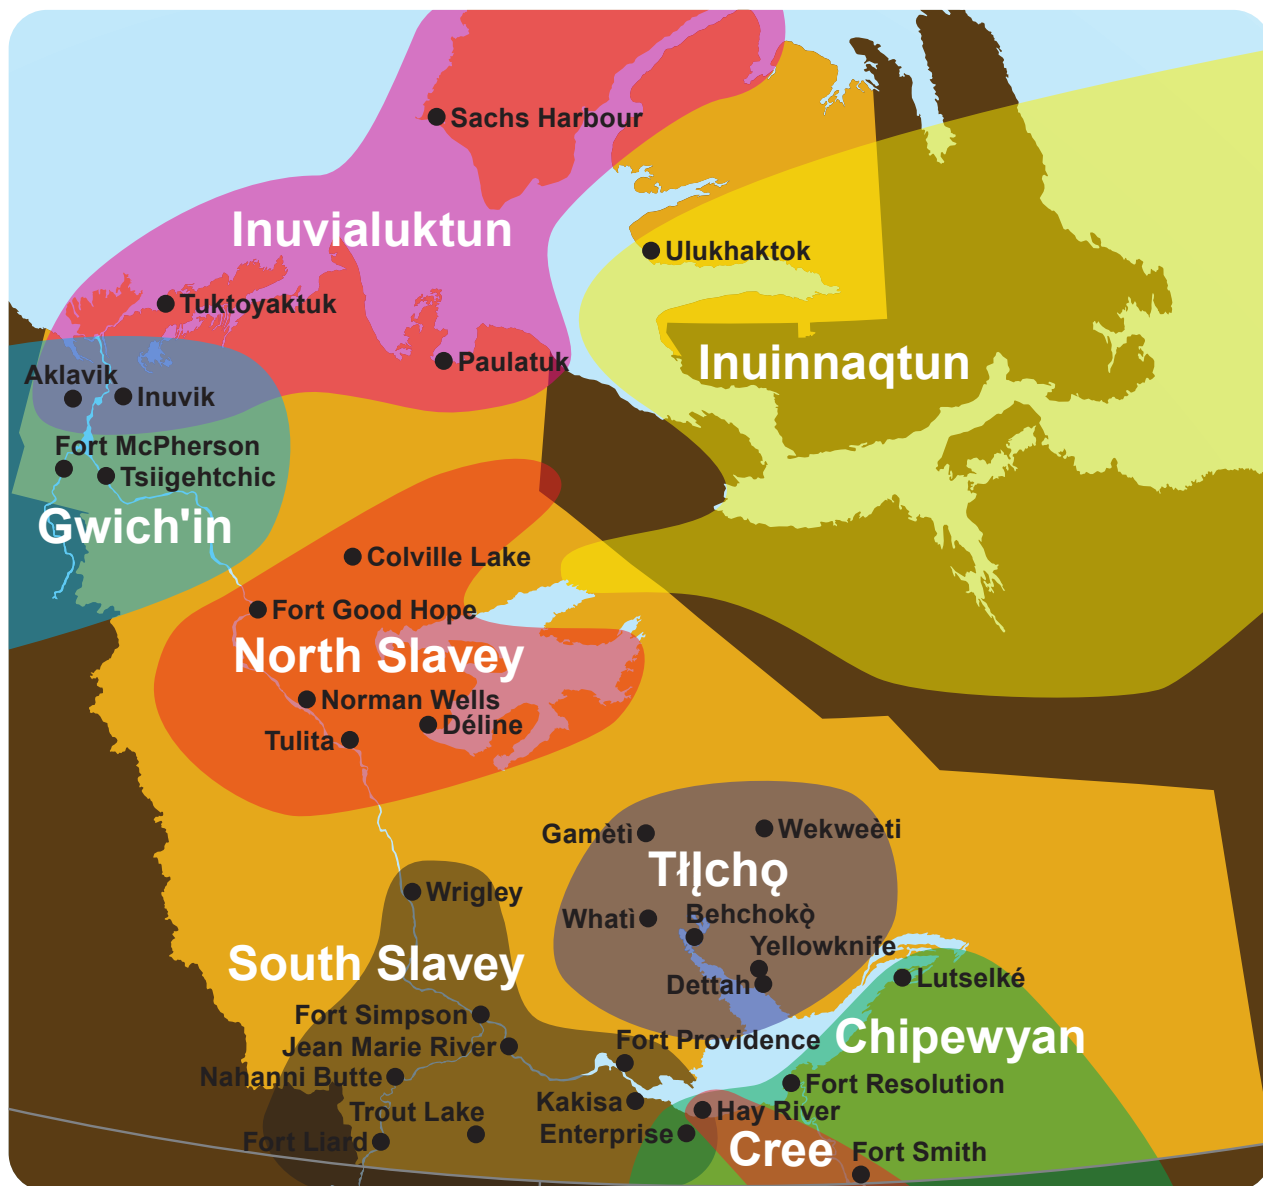 Sachs Harbour
Inuvialuktun
Ulukhaktok
Tuktoyaktuk
Paulatuk
Inuinnaqtun
Aklavik
Inuvik
Fort McPherson
Tsiigehtchic
Gwich'in
Colville Lake
Fort Good Hope
North Slavey
Norman Wells
Déline
Tulita
Gamètì
Wekweèti
Tłı̨chǫ
Wrigley
Whatì
Behchokǫ̀
Yellowknife
South Slavey
Dettah
Lutselké
Fort Simpson
Chipewyan
Jean Marie River
Fort Providence
Nahanni Butte
Fort Resolution
Kakisa
Trout Lake
Hay River
Enterprise
Fort Liard
Cree
Fort Smith